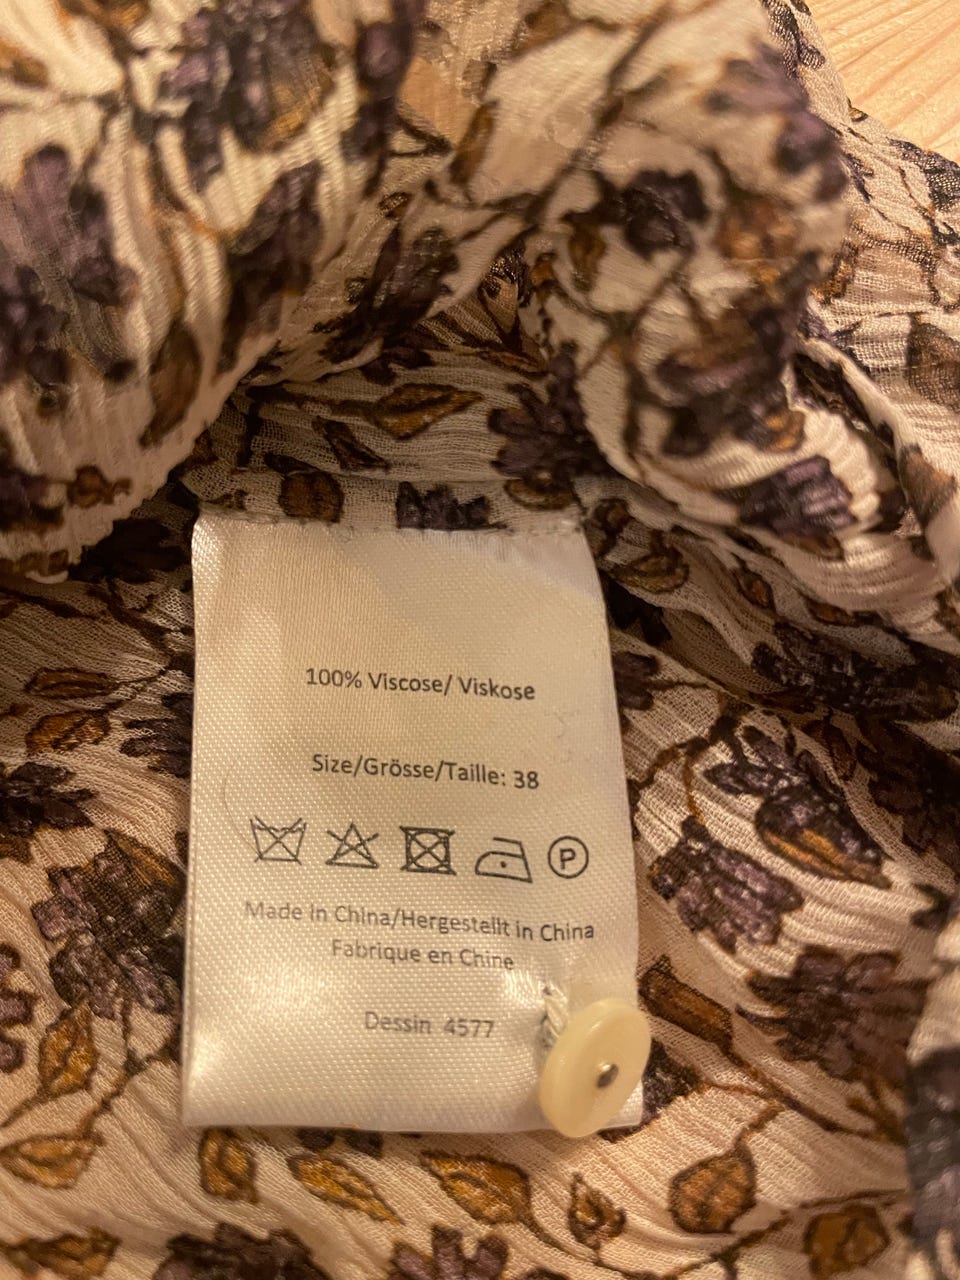 100% Viscose/ Viskose
Size/Grösse/Taille: 38
P
Made in China/Hergestellt in China
Fabrique en Chine
Dessin 4577